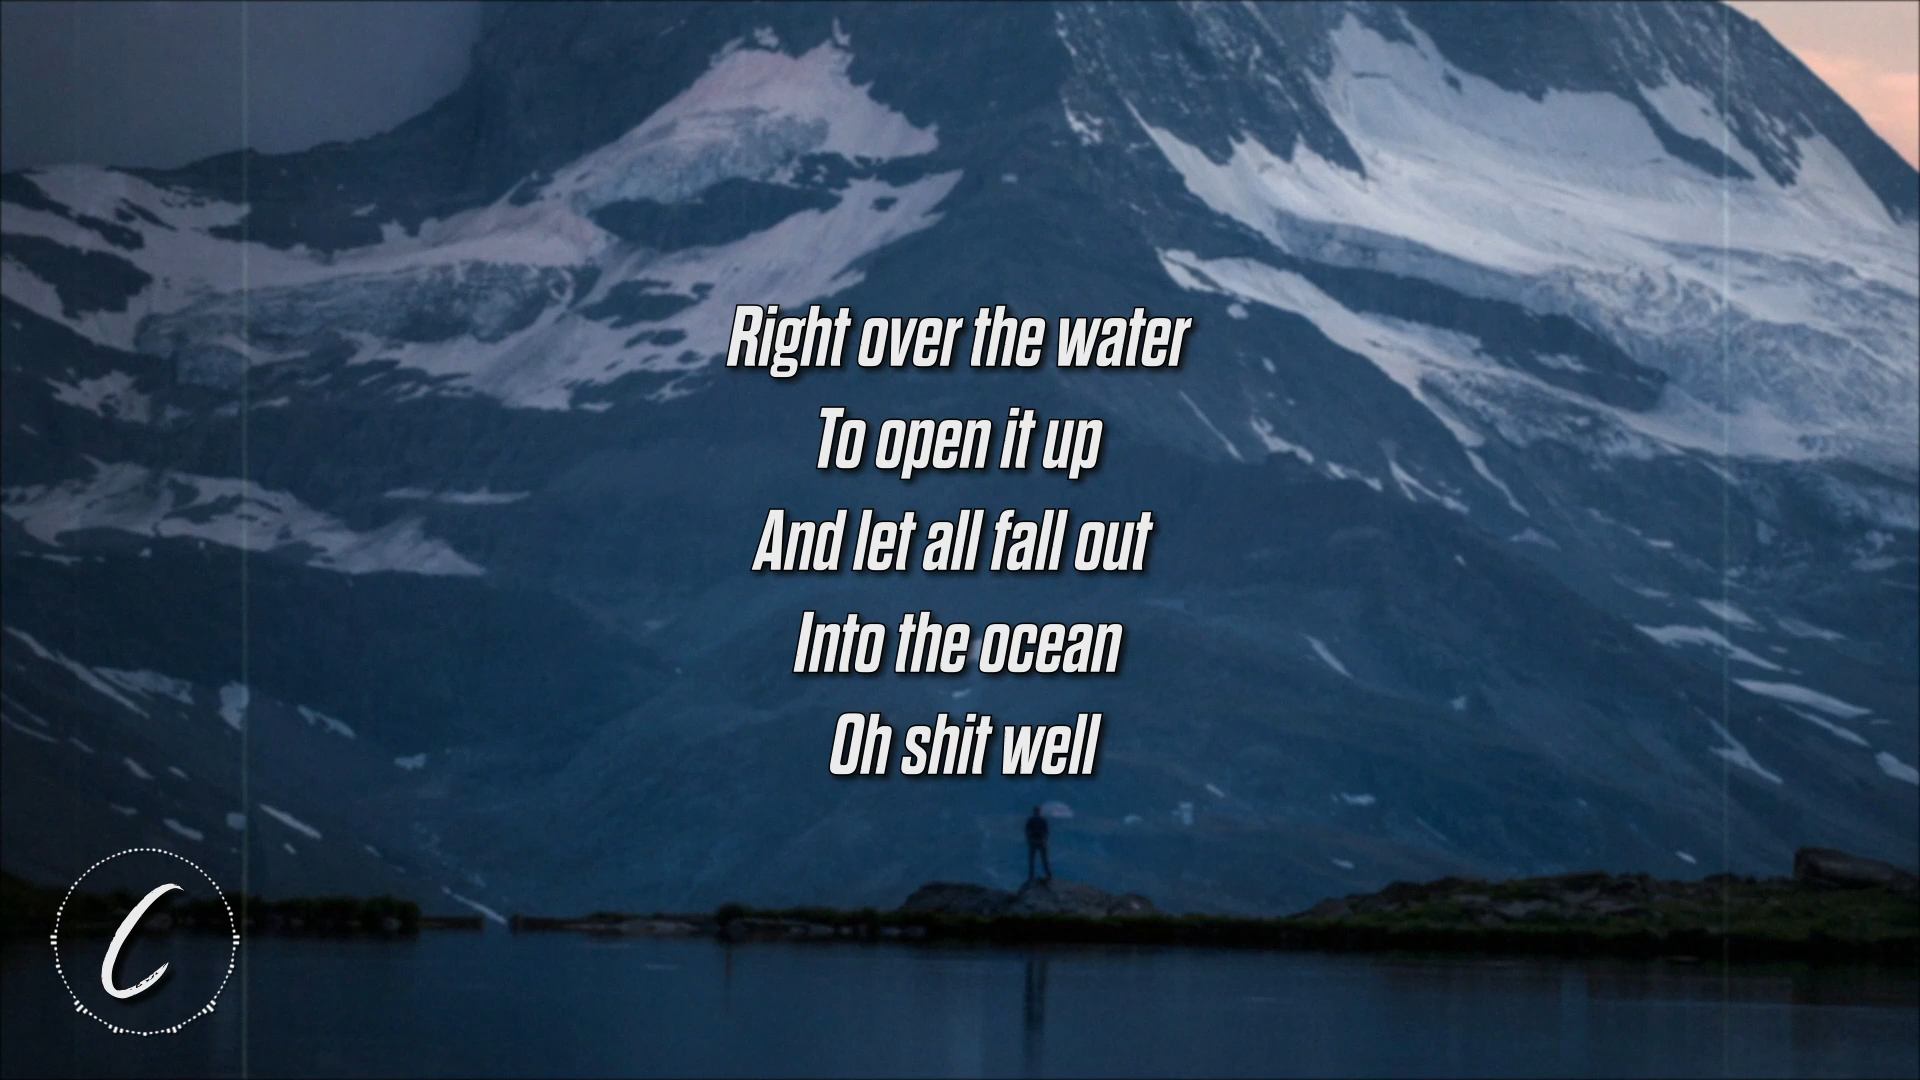 Right over the water
To open it up
And let all fall out
Into the ocean
Oh shit well
C